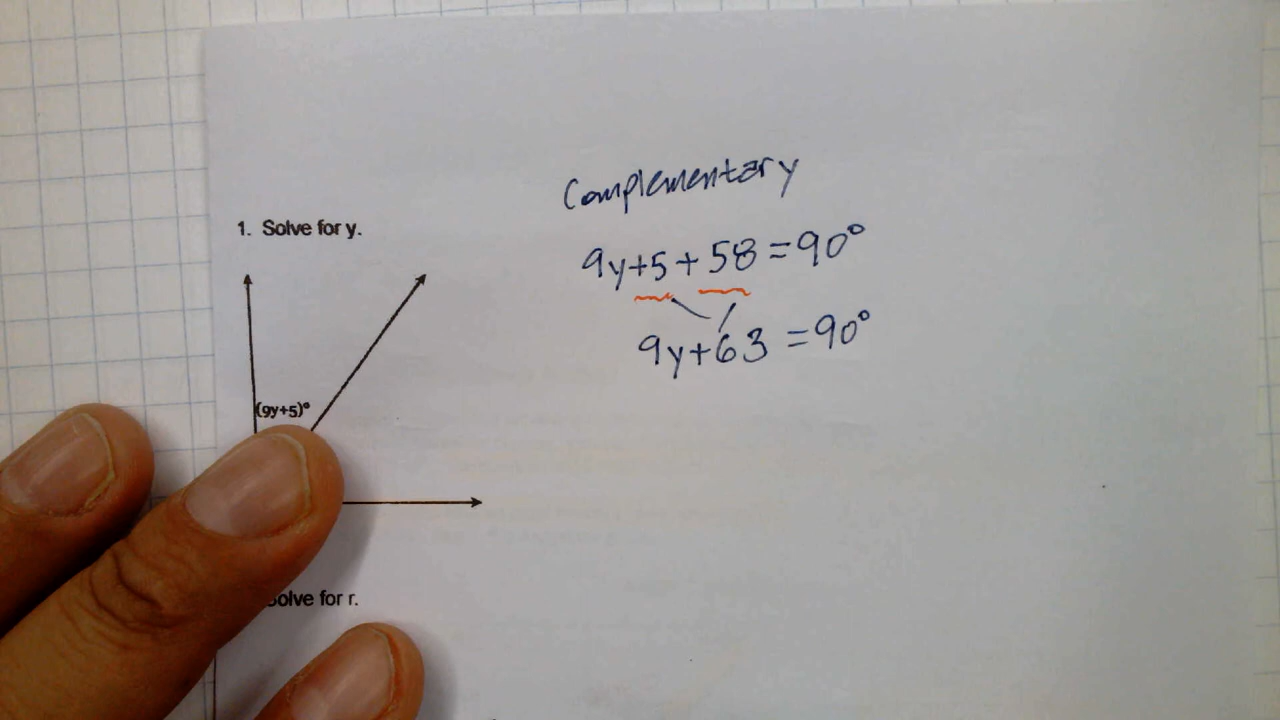 Complementary
1. Solve for y.
9y+5+58=90°
9y+63=90°
(9y+5)°
Solve for r.